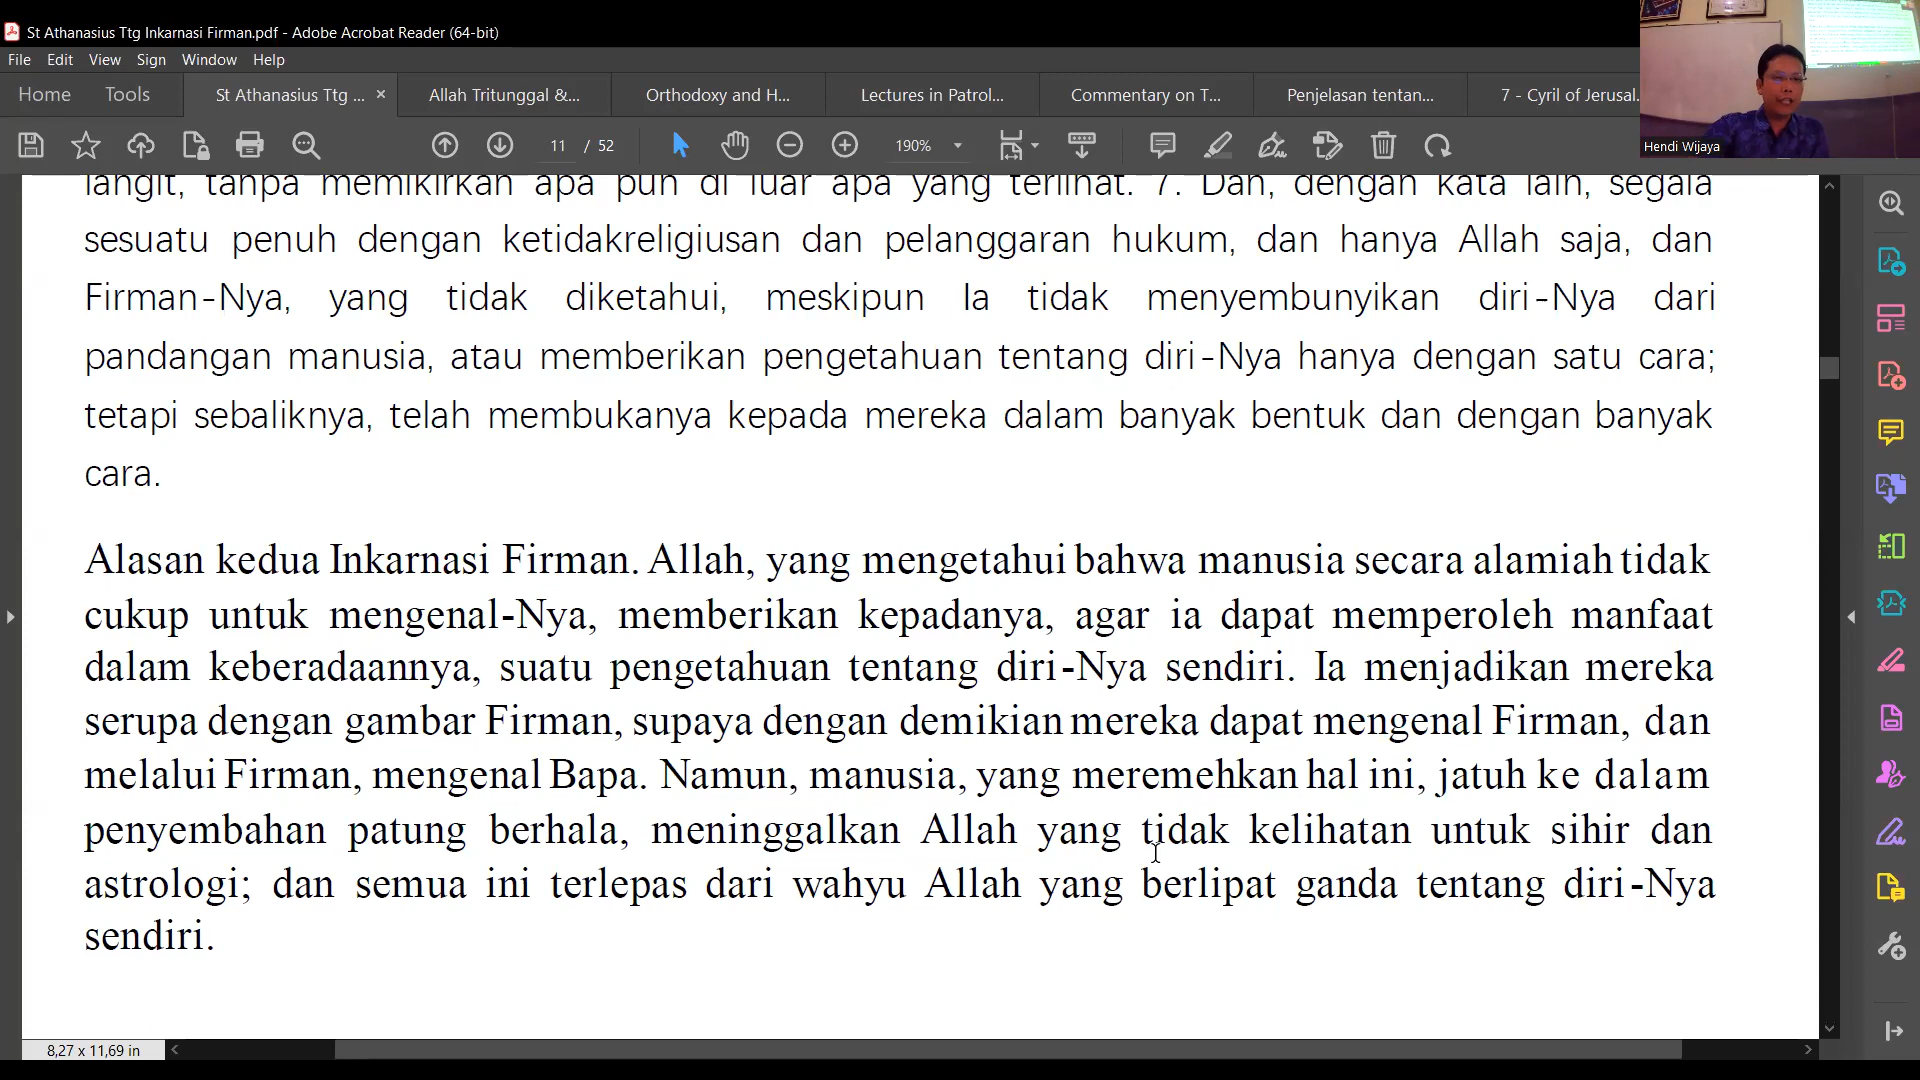 St Athanasius Ttg Inkarnasi Firman.pdf - Adobe Acrobat Reader (64-bit)
File Edit View Sign Window Help
Home Tools St Athanasius Ttg ... × Allah Tritunggal &... Orthodoxy and H... Lectures in Patrol... Commentary on T... Penjelasan tentan... 7 - Cyril of Jerusal.
11 / 52 190%
Hendi Wijaya
langit, tanpa memikirkan apa pun di luar apa yang terlihat. 7. Dan, dengan kata lain, segala
sesuatu penuh dengan ketidakreligiusan dan pelanggaran hukum, dan hanya Allah saja, dan
Firman-Nya, yang tidak diketahui, meskipun Ia tidak menyembunyikan diri-Nya dari
pandangan manusia, atau memberikan pengetahuan tentang diri-Nya hanya dengan satu cara;
tetapi sebaliknya, telah membukanya kepada mereka dalam banyak bentuk dan dengan banyak
cara.
Alasan kedua Inkarnasi Firman. Allah, yang mengetahui bahwa manusia secara alamiah tidak
cukup untuk mengenal-Nya, memberikan kepadanya, agar ia dapat memperoleh manfaat
dalam keberadaannya, suatu pengetahuan tentang diri-Nya sendiri. Ia menjadikan mereka
serupa dengan gambar Firman, supaya dengan demikian mereka dapat mengenal Firman, dan
melalui Firman, mengenal Bapa. Namun, manusia, yang meremehkan hal ini, jatuh ke dalam
penyembahan patung berhala, meninggalkan Allah yang tidak kelihatan untuk sihir dan
astrologi; dan semua ini terlepas dari wahyu Allah yang berlipat ganda tentang diri-Nya
sendiri.
8,27 x 11,69 in